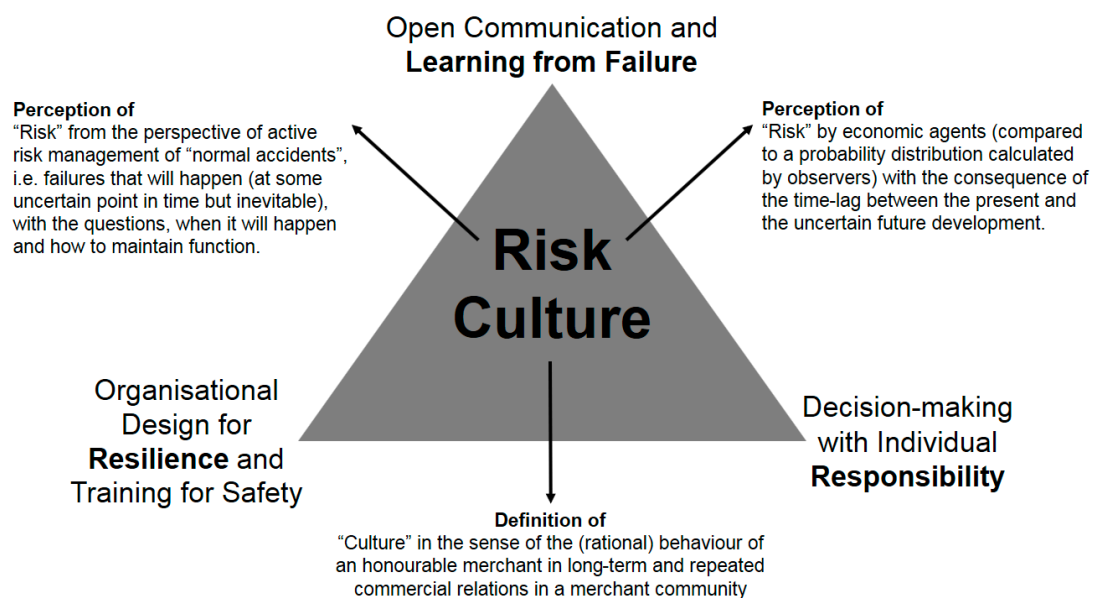 Open Communication and
Learning from Failure
Perception of
“Risk” from the perspective of active
risk management of “normal accidents”,
i.e. failures that will happen (at some
uncertain point in time but inevitable),
with the questions, when it will happen
and how to maintain function.
Perception of
“Risk” by economic agents (compared
to a probability distribution calculated
by observers) with the consequence of
the time-lag between the present and
the uncertain future development.
Risk
Culture
Organisational
Design for
Resilience and
Training for Safety
Decision-making
with Individual
Responsibility
Definition of
“Culture” in the sense of the (rational) behaviour of
an honourable merchant in long-term and repeated
commercial relations in a merchant community